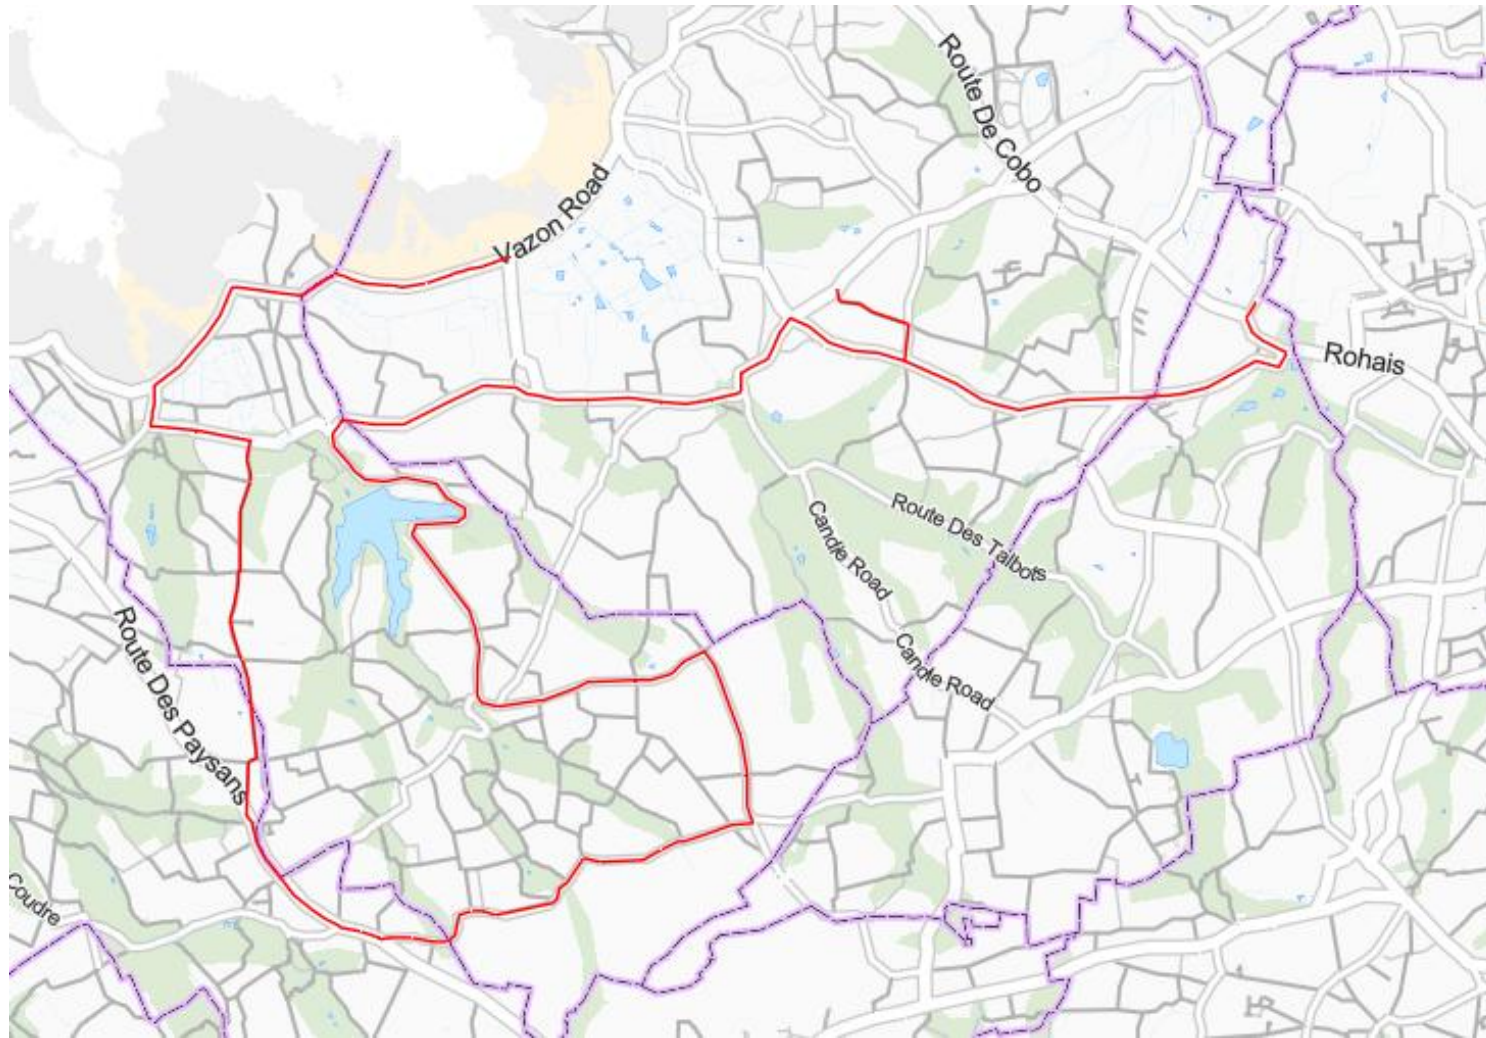 Route De Cobo
Vazon Road
Rohais
Route Des Talbots
Candie Road
Candie Road
Route Des Paysans
Coudre